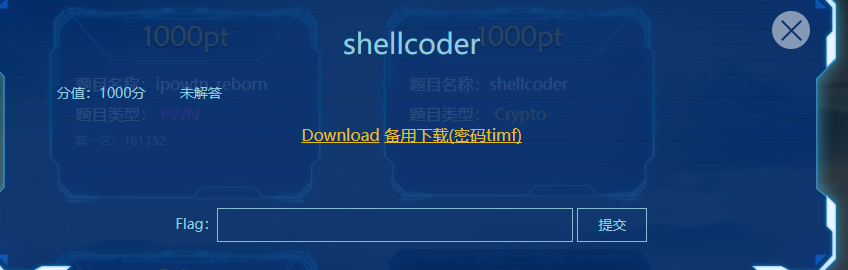 1000pt
1000pt
shellcoder
题目名称：ipowtn_reborn
题目名称：shellcoder
分值：1000分 未解答
题目类型： PWN
题目类型： Crypto
第一名：161352
Download 备用下载(密码timf)
Flag：
提交